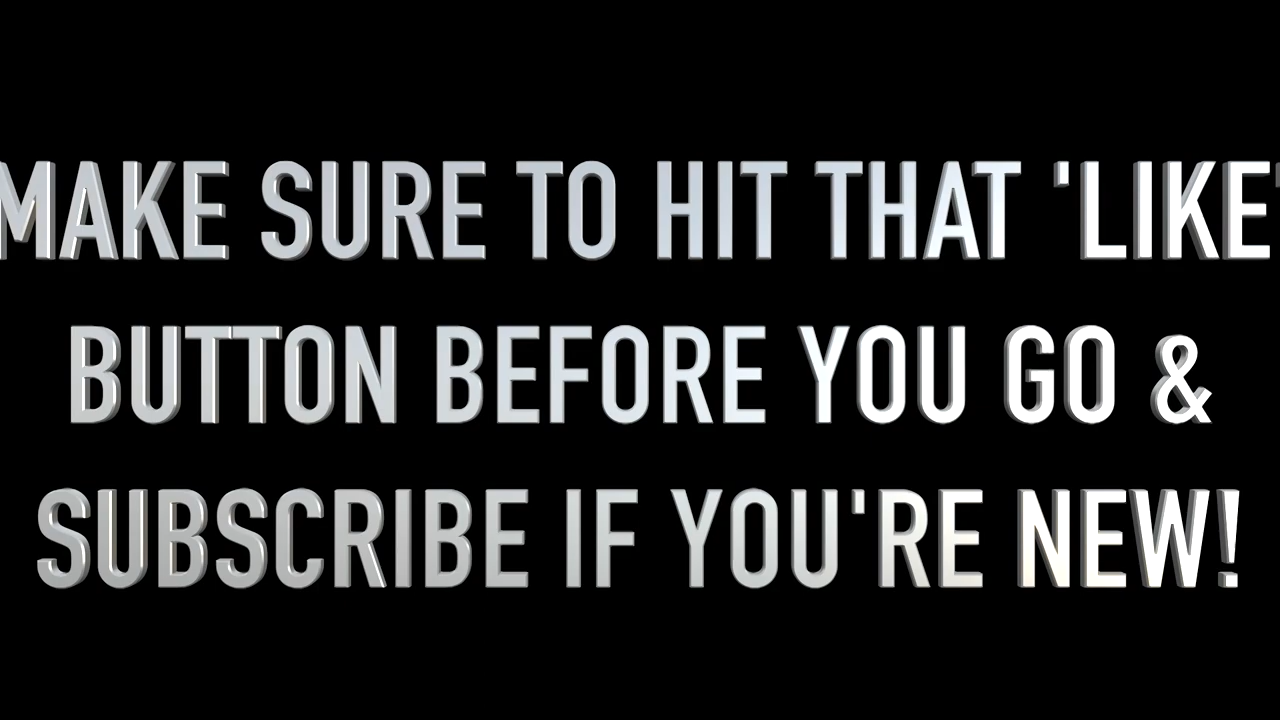 MAKE SURE TO HIT THAT 'LIKE'
BUTTON BEFORE YOU GO &
SUBSCRIBE IF YOU'RE NEW!